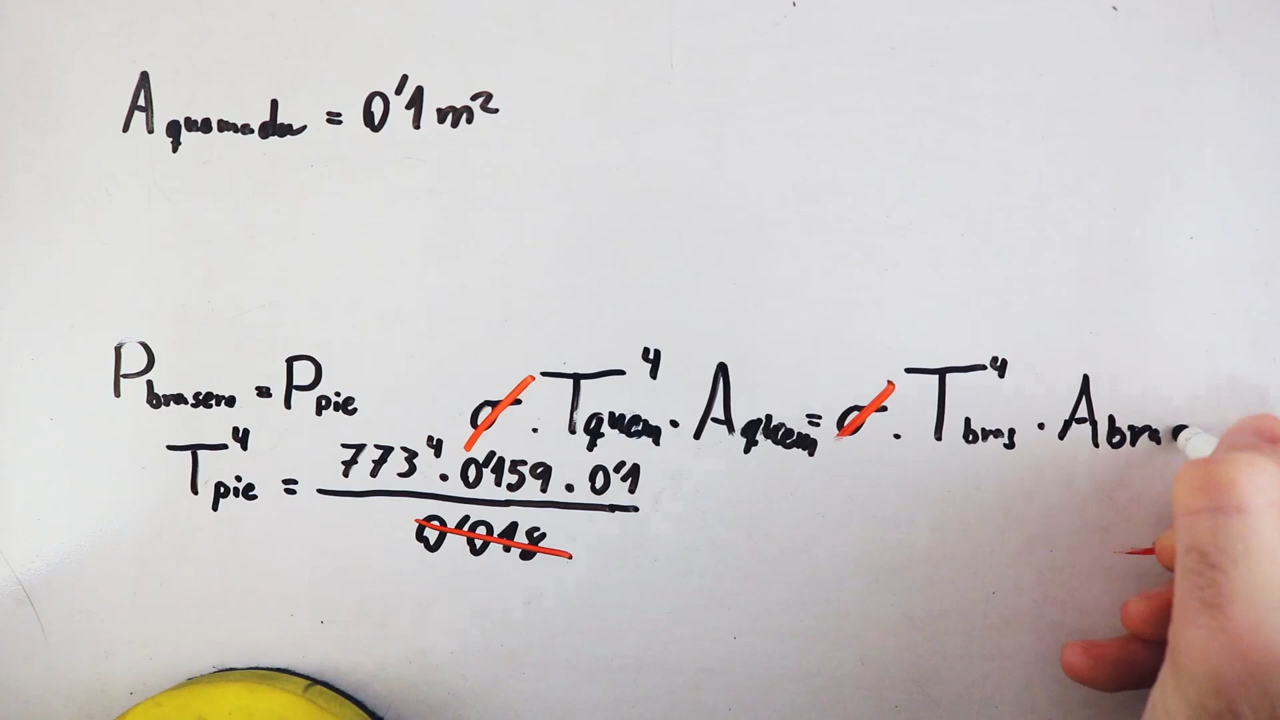 A quemador = 0'1 m²
P brasero = P pie
σ · T⁴ quem · A quem = σ · T⁴ bras · A bras
T⁴ pie = 773⁴ · 0'159 · 0'1
0'018